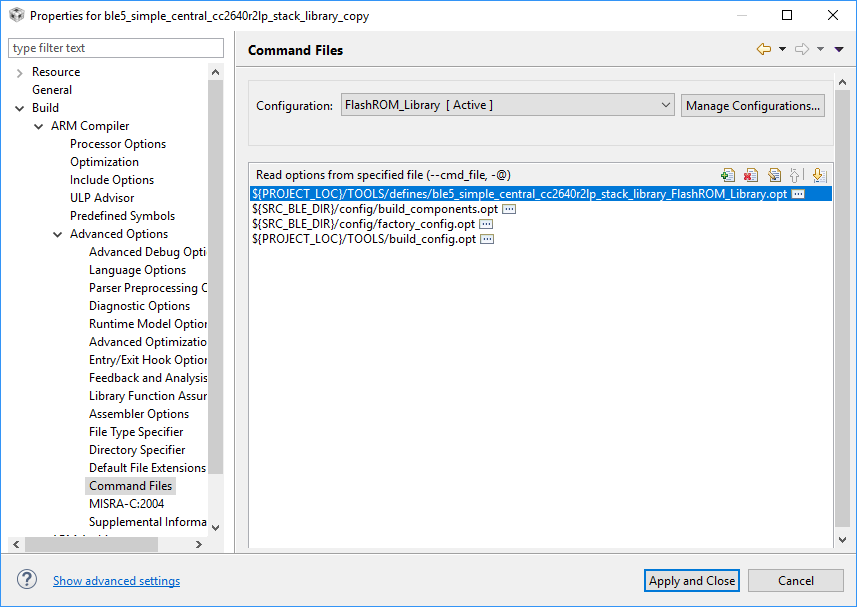 Properties for ble5_simple_central_cc2640r2lp_stack_library_copy
type filter text
Resource
General
Build
ARM Compiler
Processor Options
Optimization
Include Options
ULP Advisor
Predefined Symbols
Advanced Options
Advanced Debug Opti
Language Options
Parser Preprocessing C
Diagnostic Options
Runtime Model Option
Advanced Optimizatio
Entry/Exit Hook Option
Feedback and Analysis
Library Function Assur
Assembler Options
File Type Specifier
Directory Specifier
Default File Extensions
Command Files
MISRA-C:2004
Supplemental Informa
Command Files
Configuration:
FlashROM_Library [ Active ]
Manage Configurations...
Read options from specified file (--cmd_file, -@)
${PROJECT_LOC}/TOOLS/defines/ble5_simple_central_cc2640r2lp_stack_library_FlashROM_Library.opt
${SRC_BLE_DIR}/config/build_components.opt
${SRC_BLE_DIR}/config/factory_config.opt
${PROJECT_LOC}/TOOLS/build_config.opt
Show advanced settings
Apply and Close
Cancel